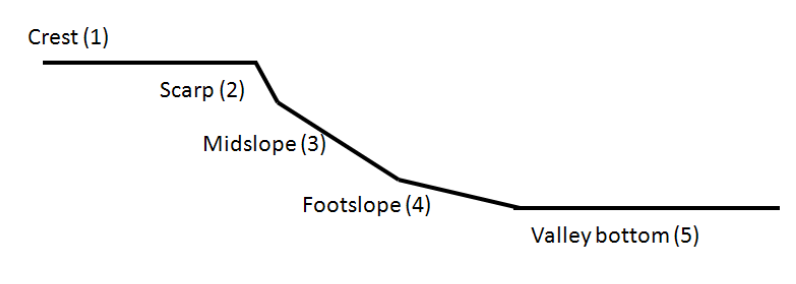 Crest (1)
Scarp (2)
Midslope (3)
Footslope (4)
Valley bottom (5)